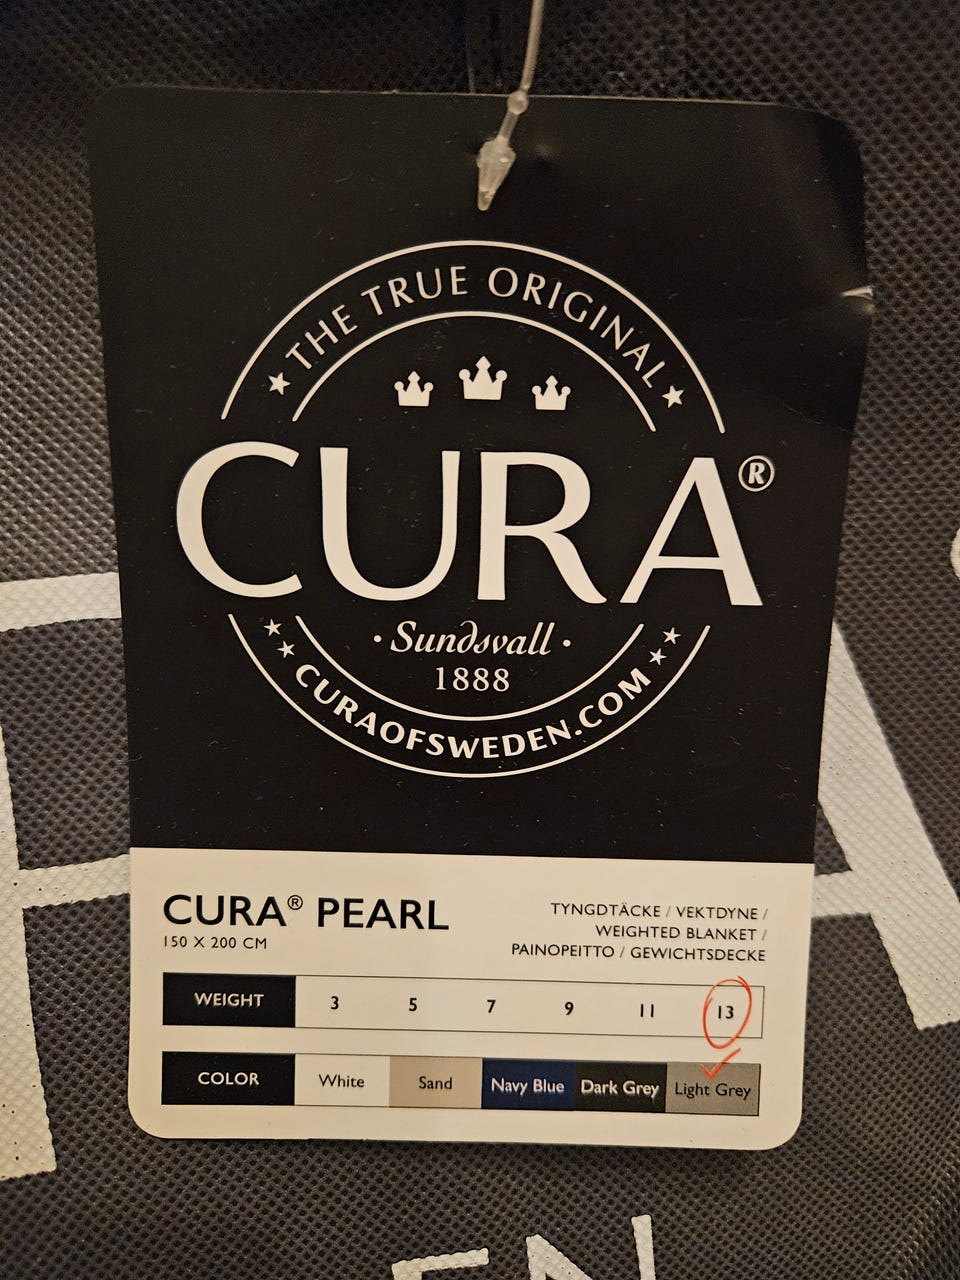 THE TRUE ORIGINAL
CURA®
Sundsvall
1888
CURAOFSWEDEN.COM
CURA® PEARL
150 X 200 CM
TYNGDTÄCKE / VEKTDYNE /
WEIGHTED BLANKET /
PAINOPEITTO / GEWICHTSDECKE
WEIGHT 3 5 7 9 11 13
COLOR White Sand Navy Blue Dark Grey Light Grey